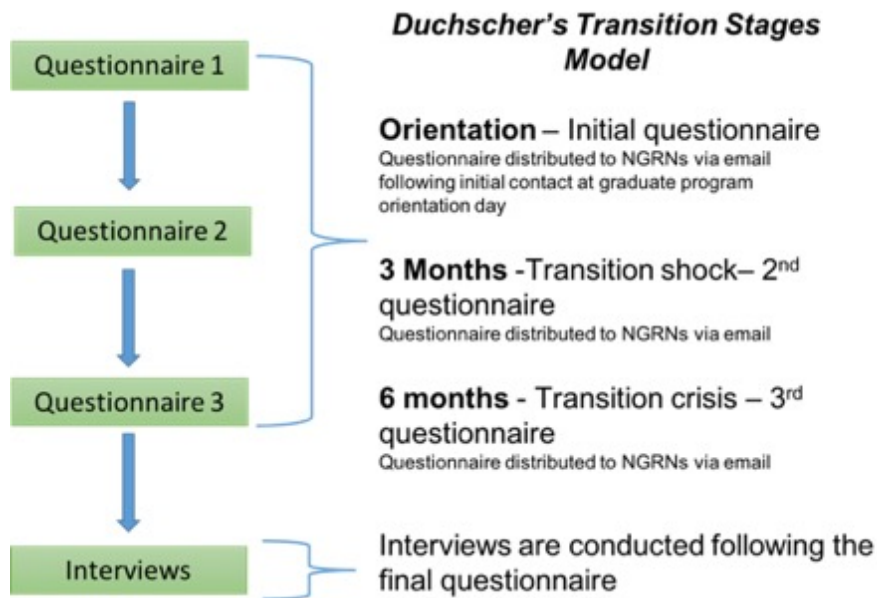 Duchscher's Transition Stages
Model
Questionnaire 1
Orientation – Initial questionnaire
Questionnaire distributed to NGRNs via email
following initial contact at graduate program
orientation day
Questionnaire 2
3 Months -Transition shock– 2nd
questionnaire
Questionnaire distributed to NGRNs via email
Questionnaire 3
6 months - Transition crisis – 3rd
questionnaire
Questionnaire distributed to NGRNs via email
Interviews
Interviews are conducted following the
final questionnaire